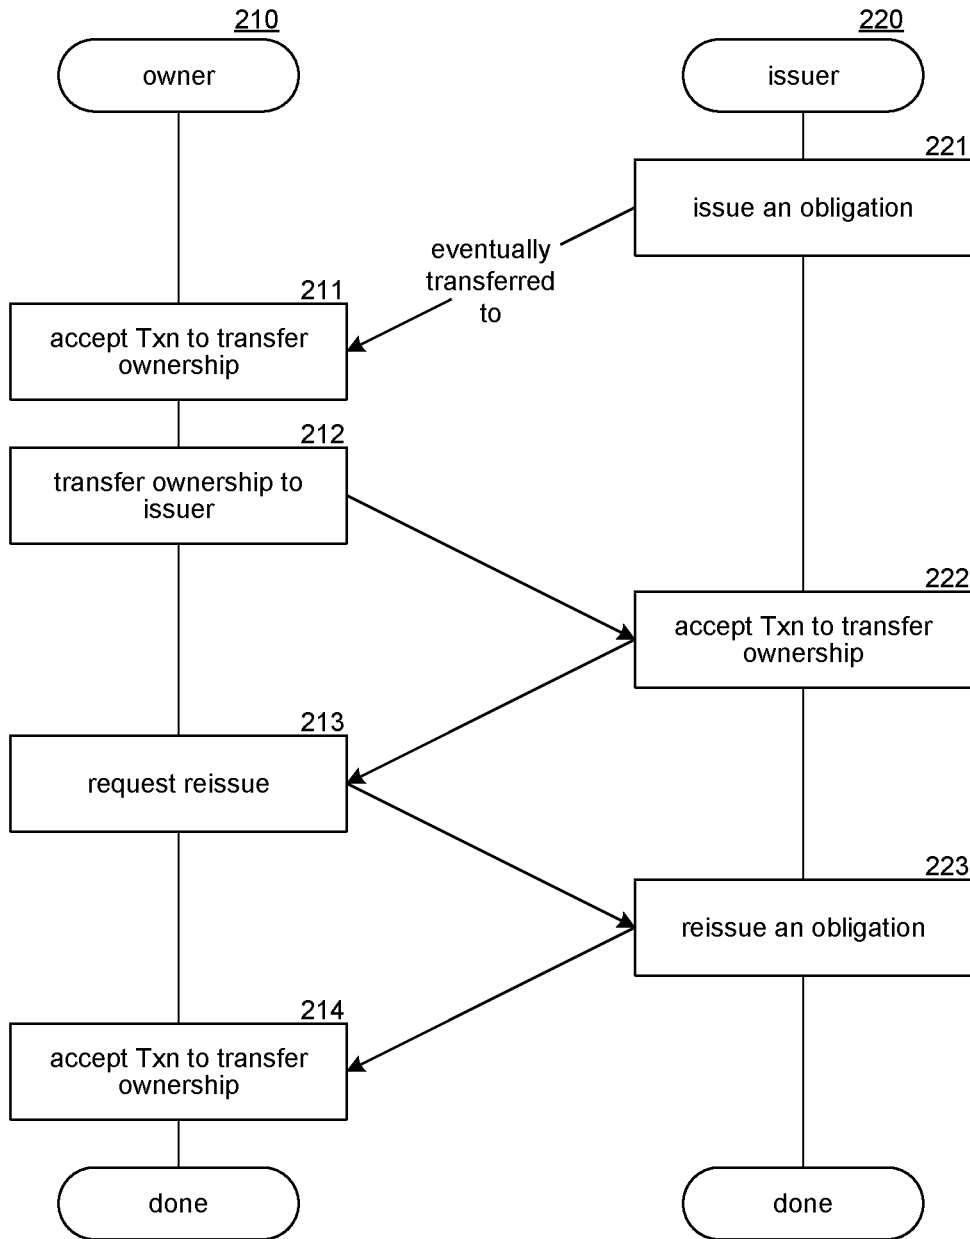 210
owner
220
issuer
221
issue an obligation
eventually
transferred
to
211
accept Txn to transfer
ownership
212
transfer ownership to
issuer
222
accept Txn to transfer
ownership
213
request reissue
223
reissue an obligation
214
accept Txn to transfer
ownership
done
done